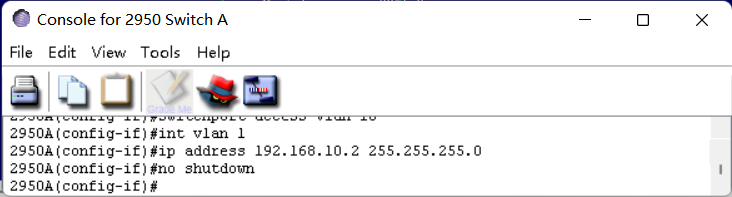 Console for 2950 Switch A
File Edit View Tools Help
Grade Me
2950A(config-if)#switchport access vlan 10
2950A(config-if)#int vlan 1
2950A(config-if)#ip address 192.168.10.2 255.255.255.0
2950A(config-if)#no shutdown
2950A(config-if)#